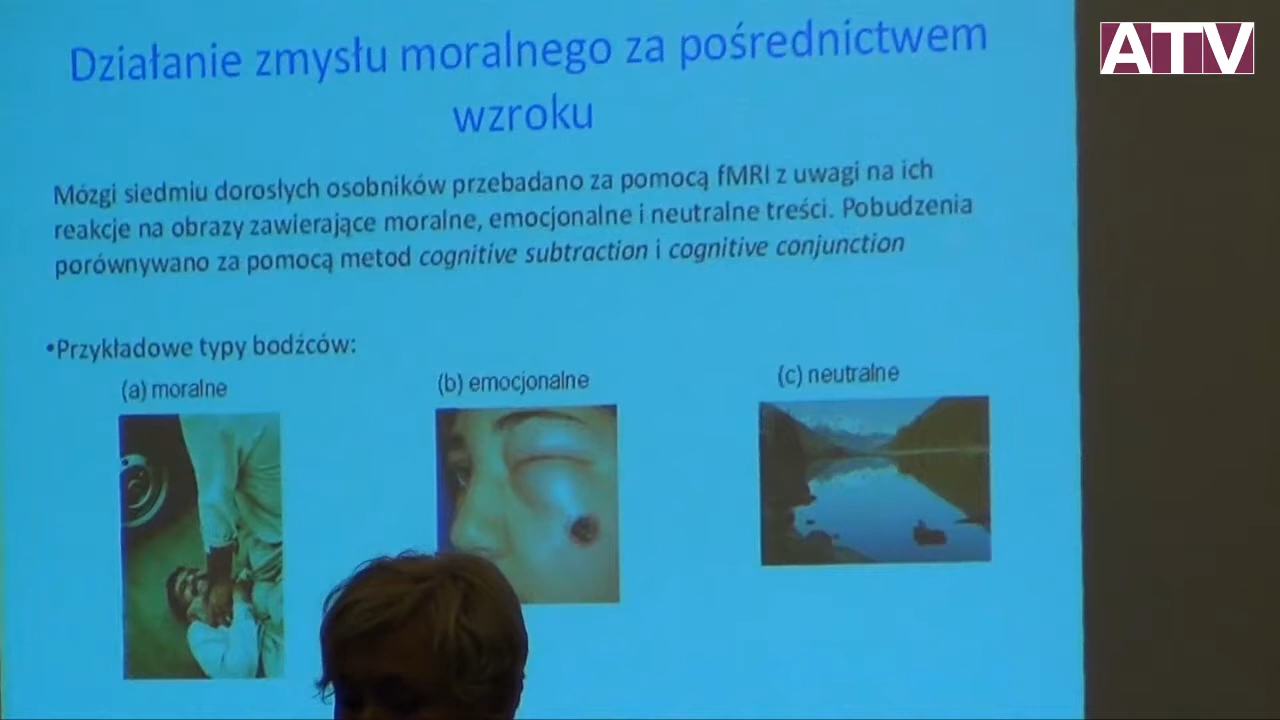 ATV
Działanie zmysłu moralnego za pośrednictwem
wzroku
Mózgi siedmiu dorosłych osobników przebadano za pomocą fMRI z uwagi na ich
reakcje na obrazy zawierające moralne, emocjonalne i neutralne treści. Pobudzenia
porównywano za pomocą metod cognitive subtraction i cognitive conjunction
•Przykładowe typy bodźców:
(a) moralne
(b) emocjonalne
(c) neutralne